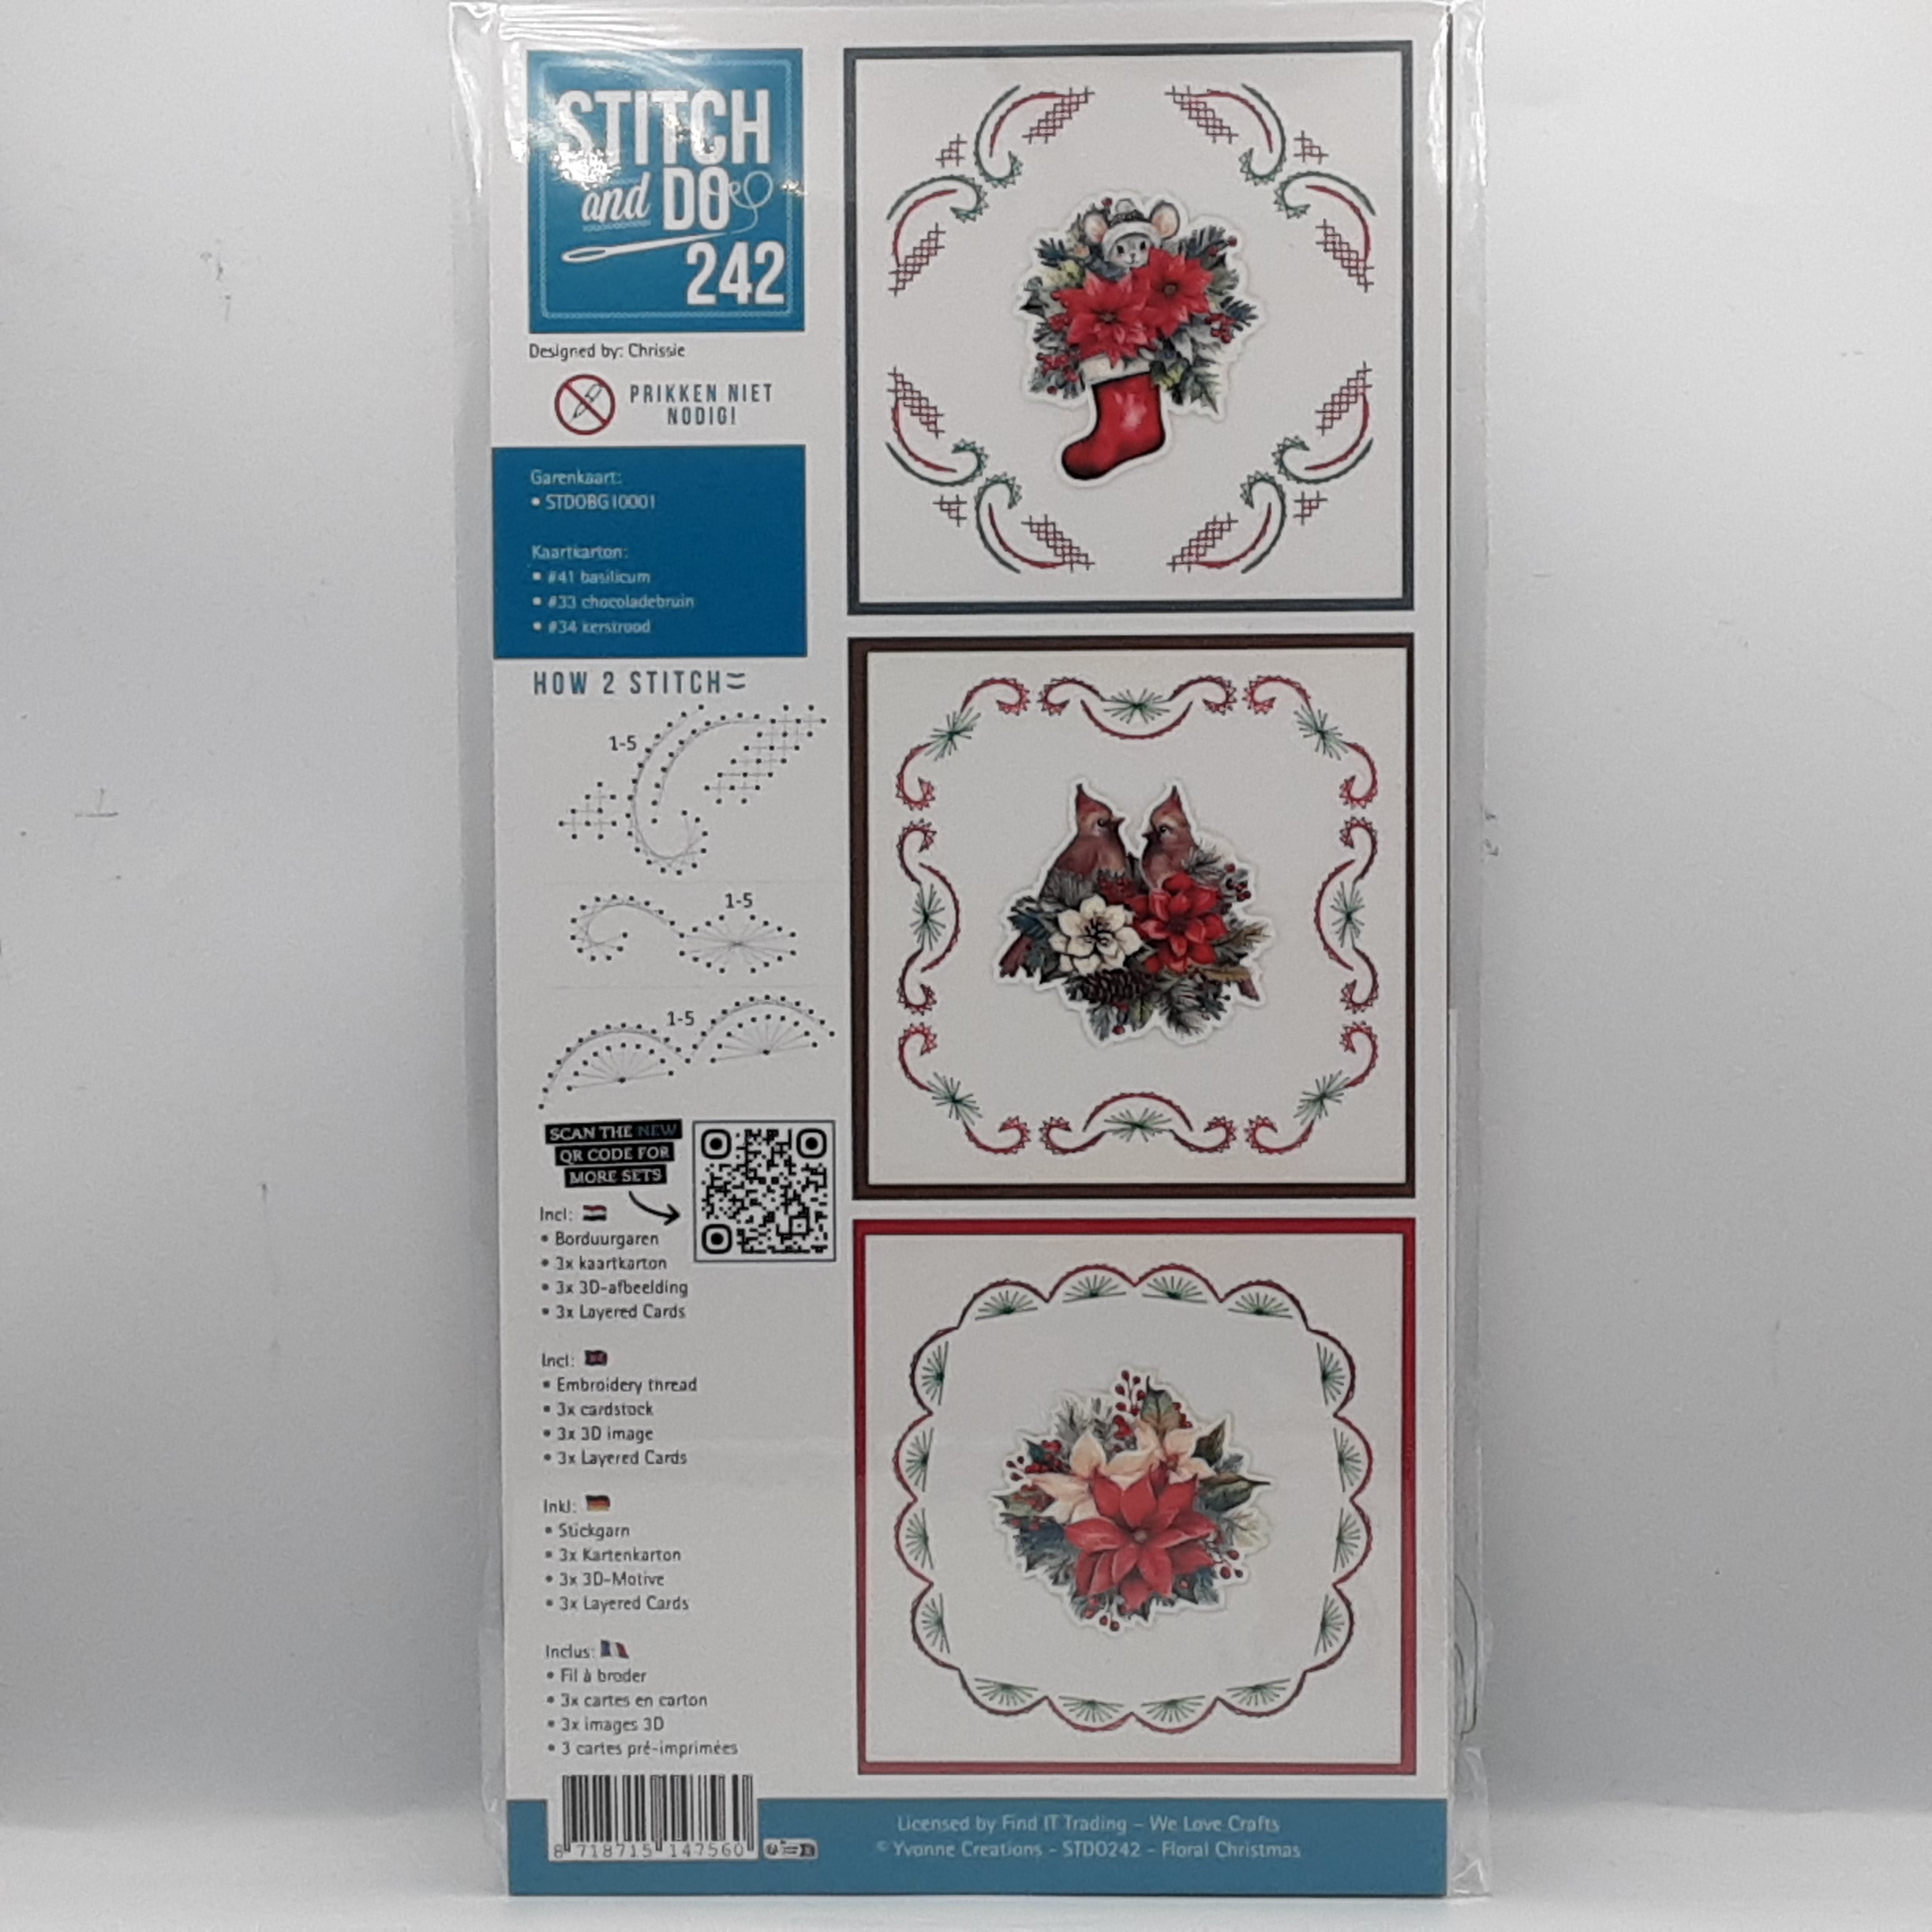 STITCH
and DO
242
Designed by: Chrissie
PRIKKEN NIET
NODIG!
Garenkaart:
• STDOBG10001
Kaartkarton:
• #41 basilicum
• #33 chocoladebruin
• #34 kerstrood
HOW 2 STITCH
1-5
1-5
1-5
SCAN THE NEW
QR CODE FOR
MORE SETS
Incl:
• Borduurgaren
• 3x kaartkarton
• 3x 3D-afbeelding
• 3x Layered Cards
Incl:
• Embroidery thread
• 3x cardstock
• 3x 3D image
• 3x Layered Cards
Inkl:
• Stickgarn
• 3x Kartenkarton
• 3x 3D-Motive
• 3x Layered Cards
Inclus:
• Fil à broder
• 3x cartes en carton
• 3x images 3D
• 3 cartes pré-imprimées
8 718715 147560
Licensed by Find IT Trading - We Love Crafts
© Yvonne Creations - STDO242 - Floral Christmas